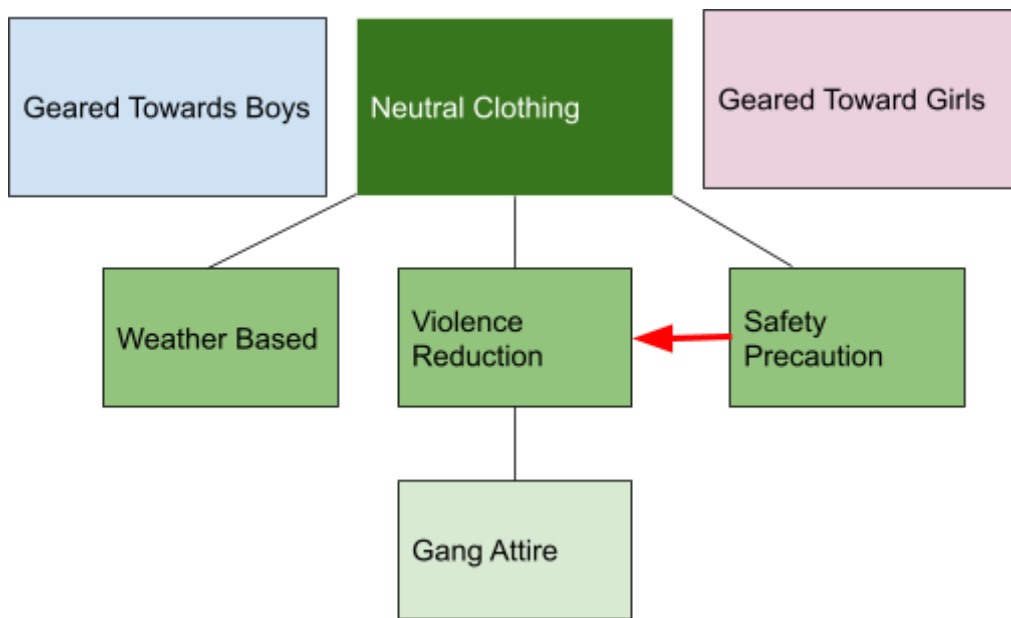 Geared Towards Boys
Neutral Clothing
Geared Toward Girls
Weather Based
Violence
Reduction
Safety
Precaution
Gang Attire